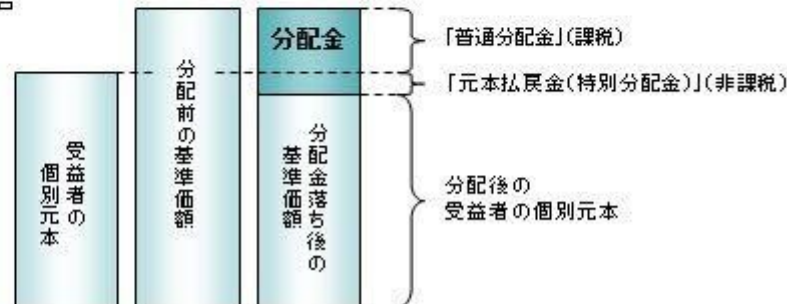 受益者の
個別元本
分配前の基準価額
分配金
分配金落ち後の
基準価額
「普通分配金」(課税)
「元本払戻金(特別分配金)」(非課税)
分配後の
受益者の個別元本